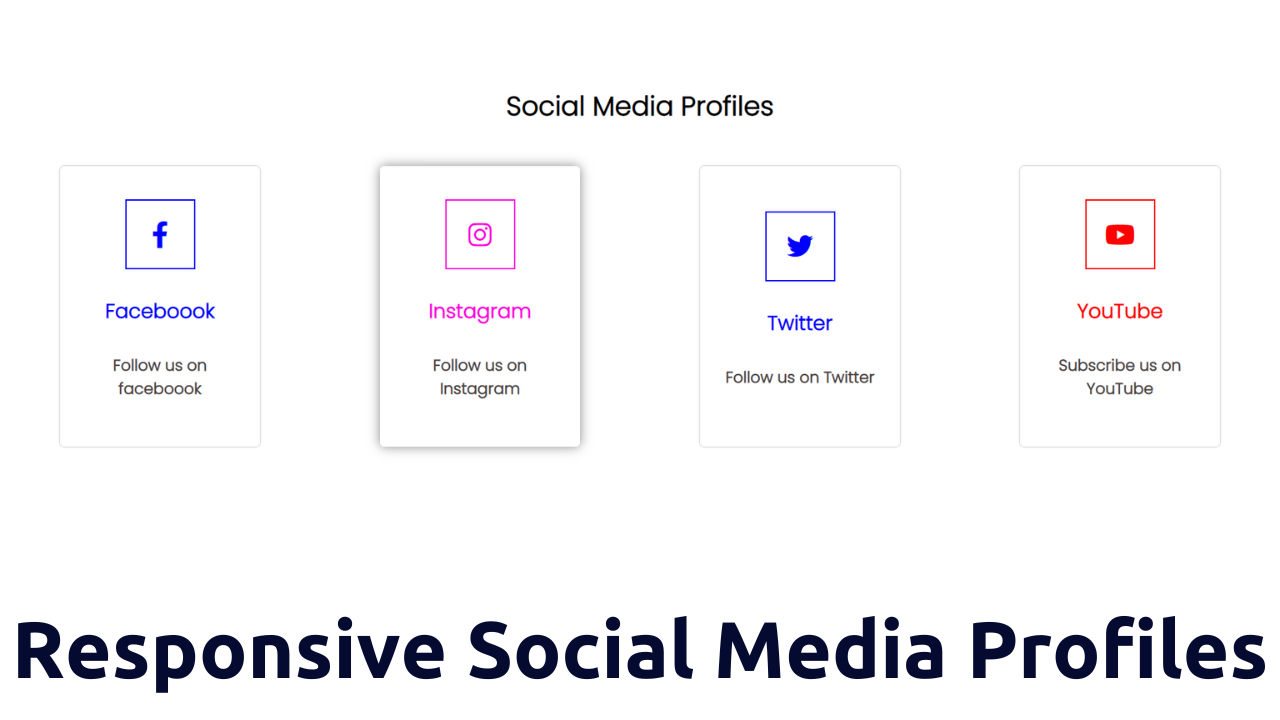 Social Media Profiles
Faceboook
Follow us on
faceboook
Instagram
Follow us on
Instagram
Twitter
Follow us on Twitter
YouTube
Subscribe us on
YouTube
Responsive Social Media Profiles